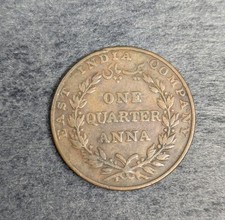 EAST INDIA COMPANY
ONE
QUARTER
ANNA